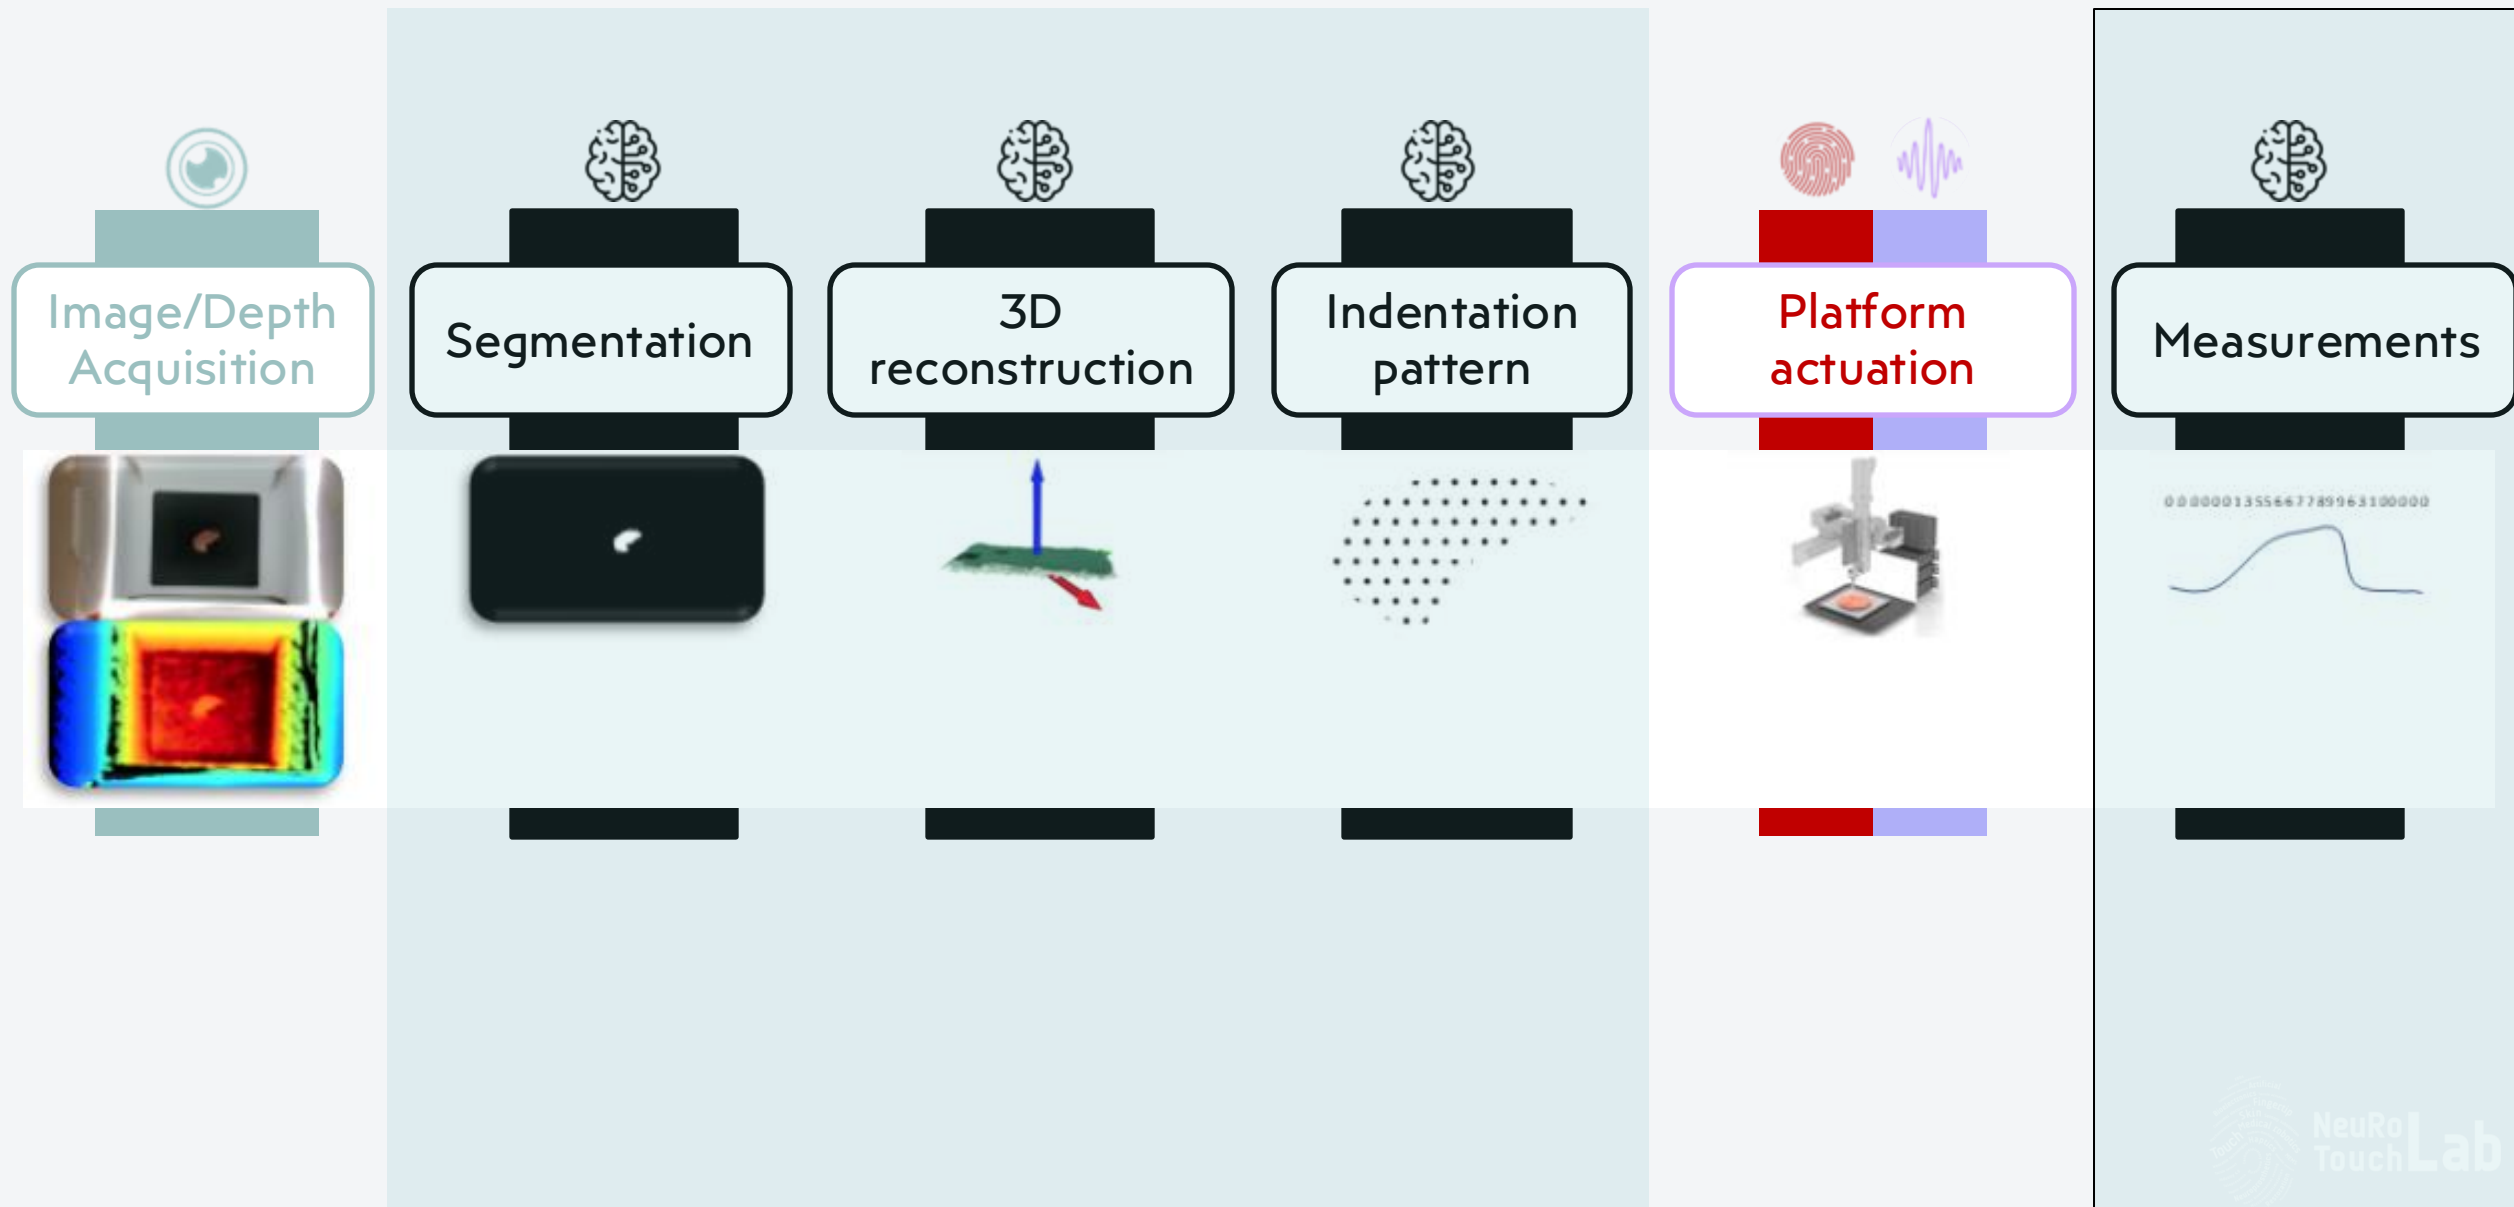 Image/Depth
Acquisition
Segmentation
3D
reconstruction
Indentation
pattern
Platform
actuation
Measurements
NeuRo
Touch Lab